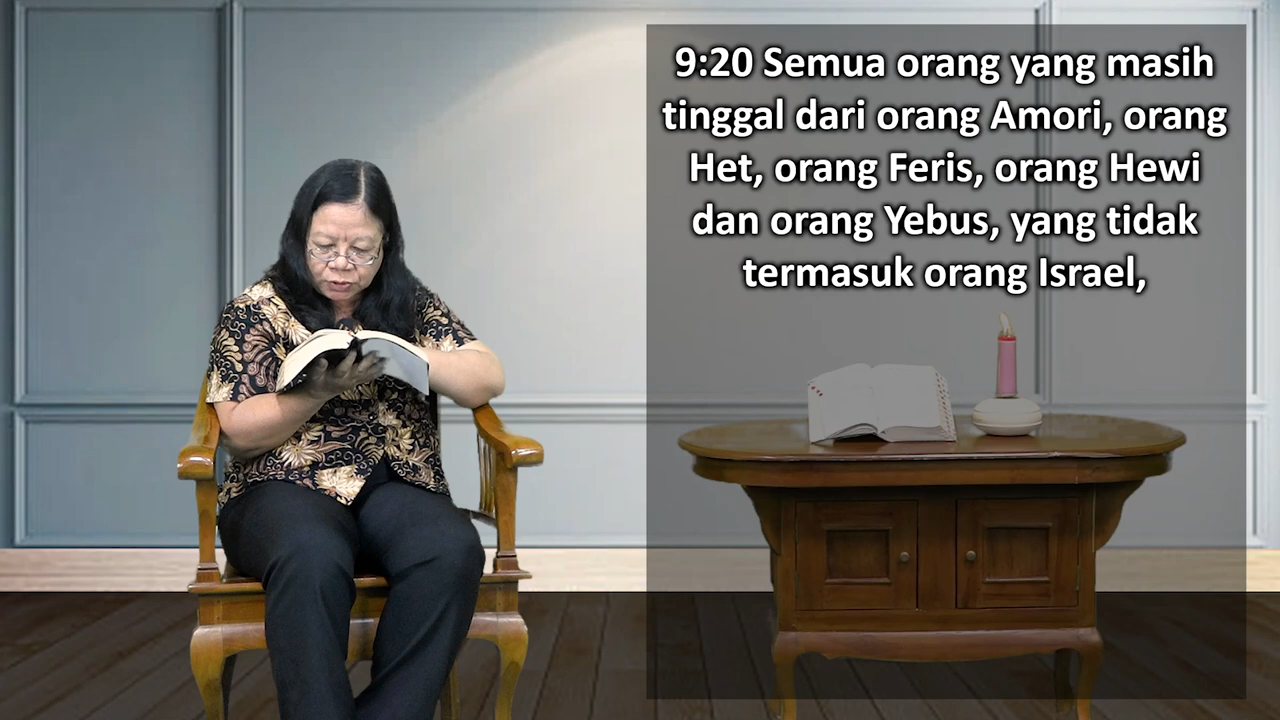 9:20 Semua orang yang masih
tinggal dari orang Amori, orang
Het, orang Feris, orang Hewi
dan orang Yebus, yang tidak
termasuk orang Israel,